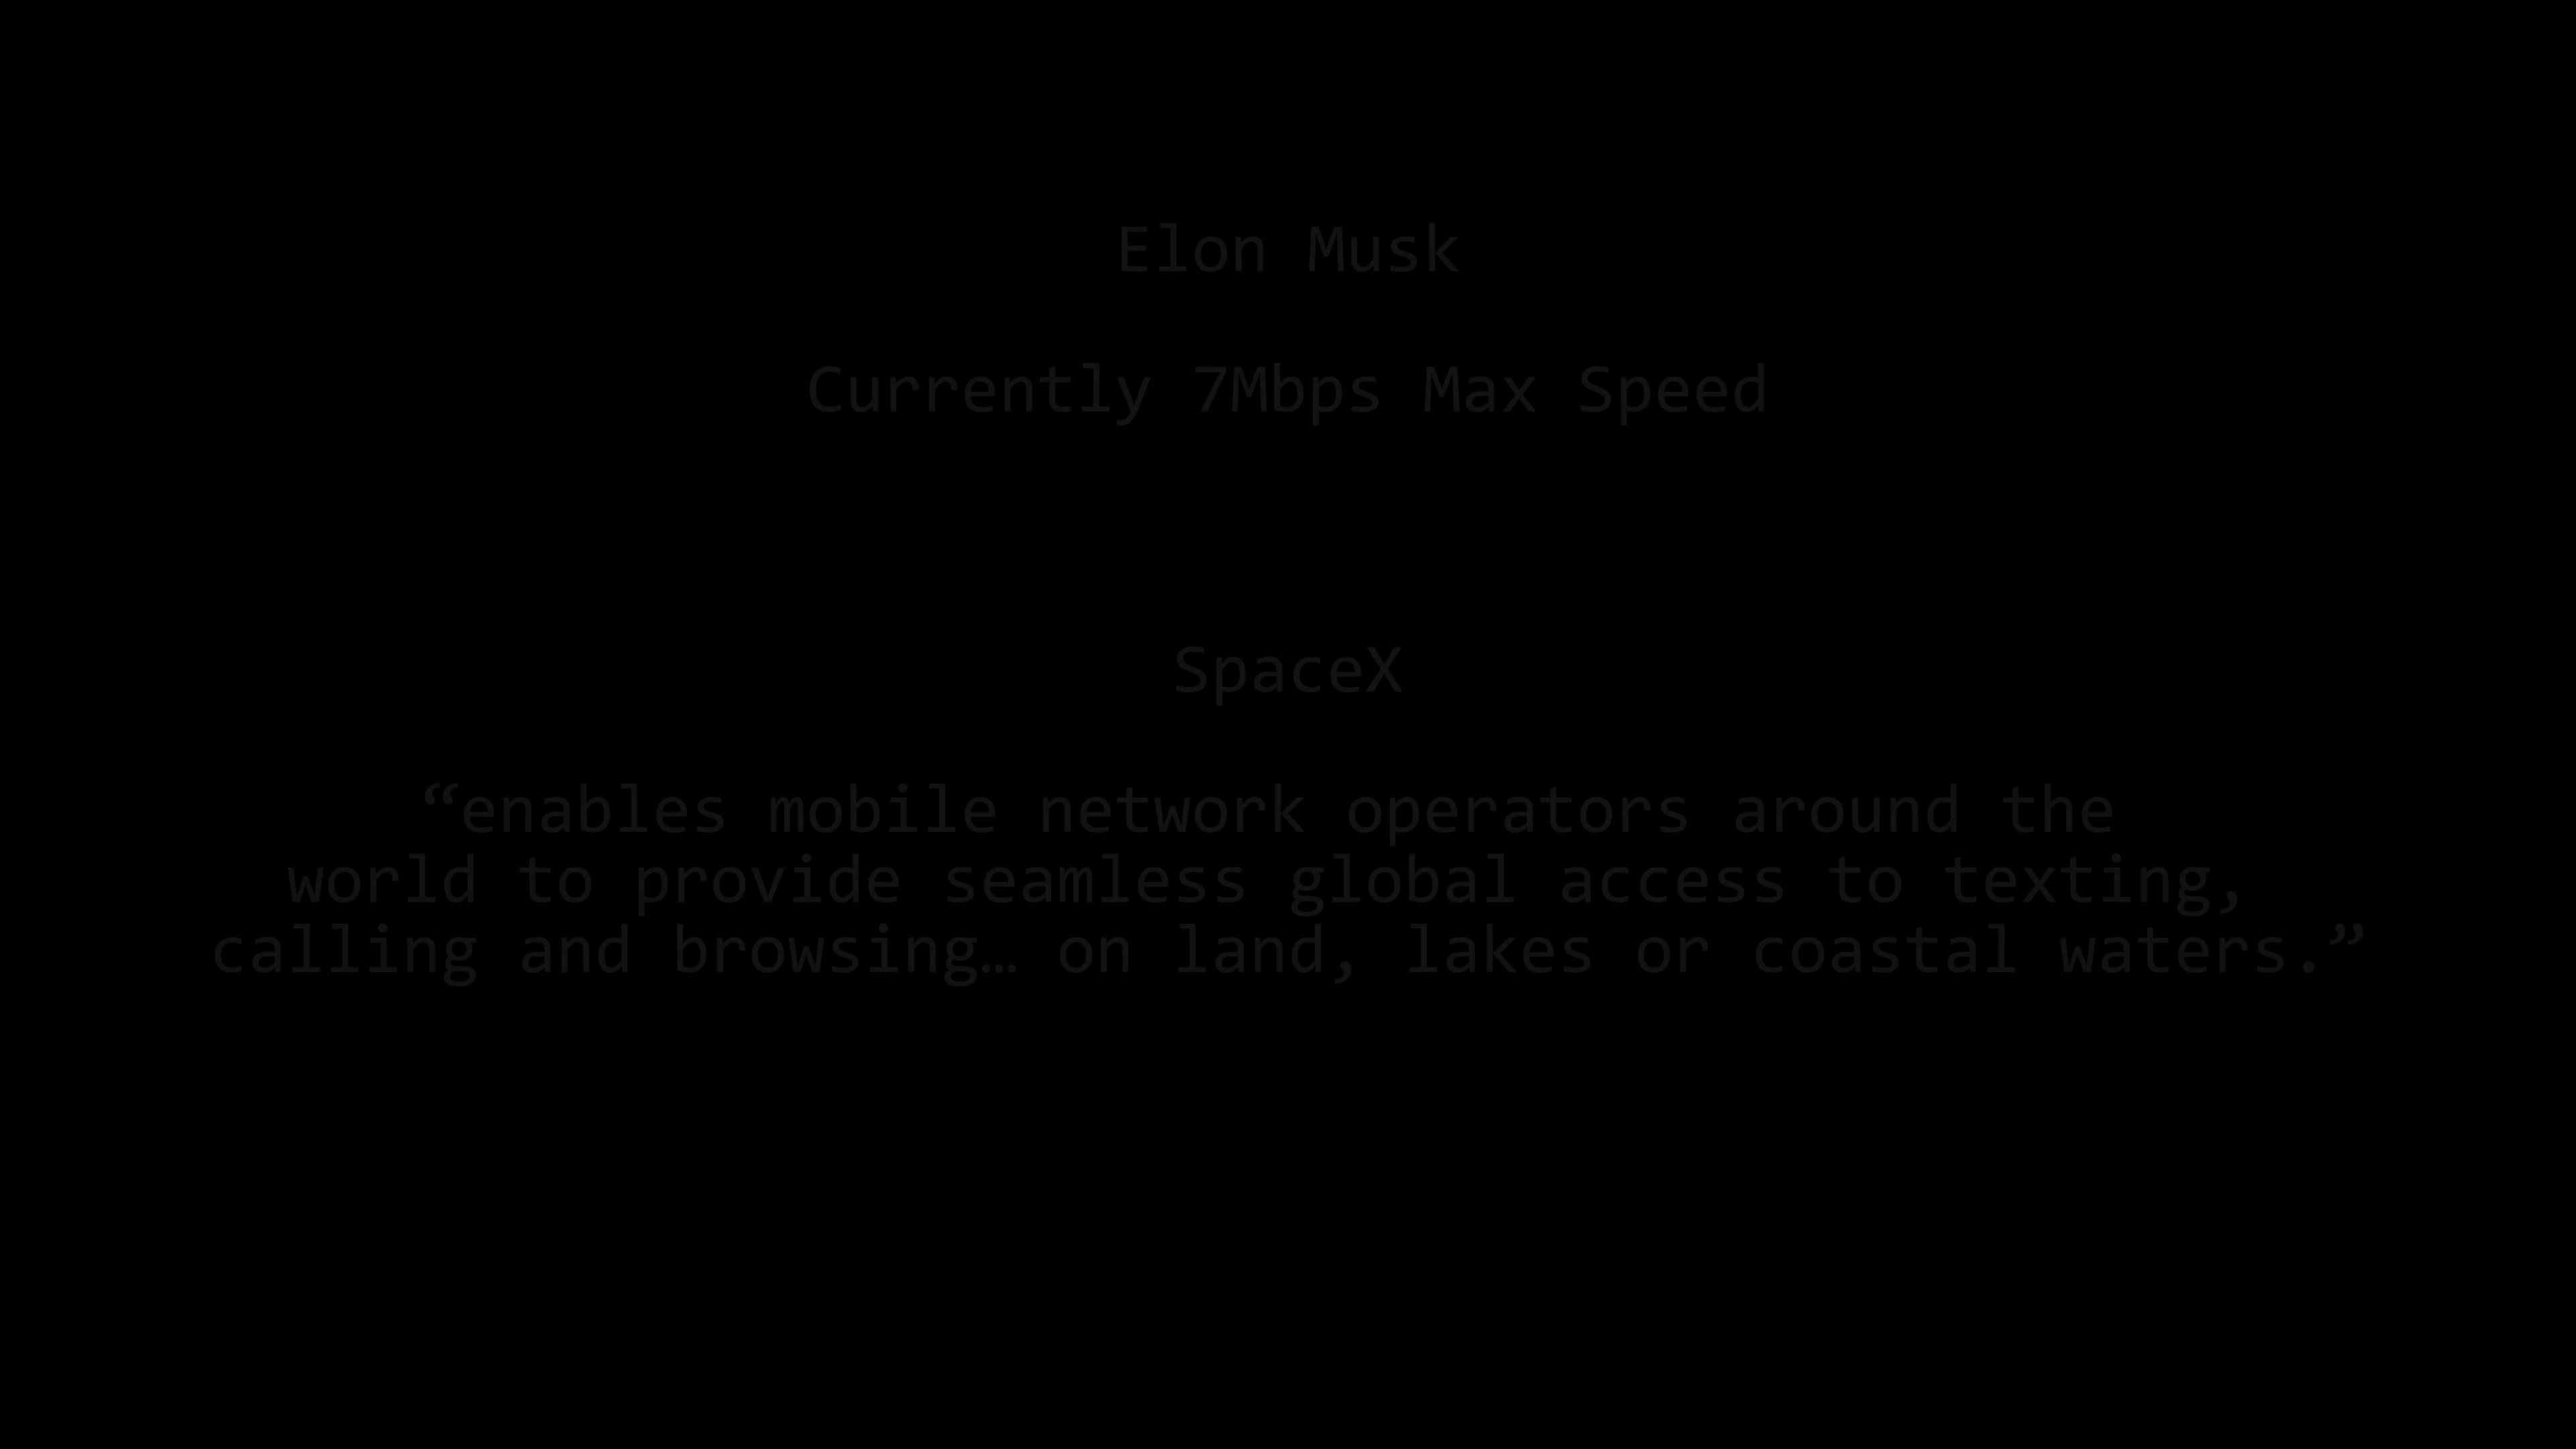 Elon Musk
Currently 7Mbps Max Speed
SpaceX
“enables mobile network operators around the
world to provide seamless global access to texting,
calling and browsing… on land, lakes or coastal waters.”